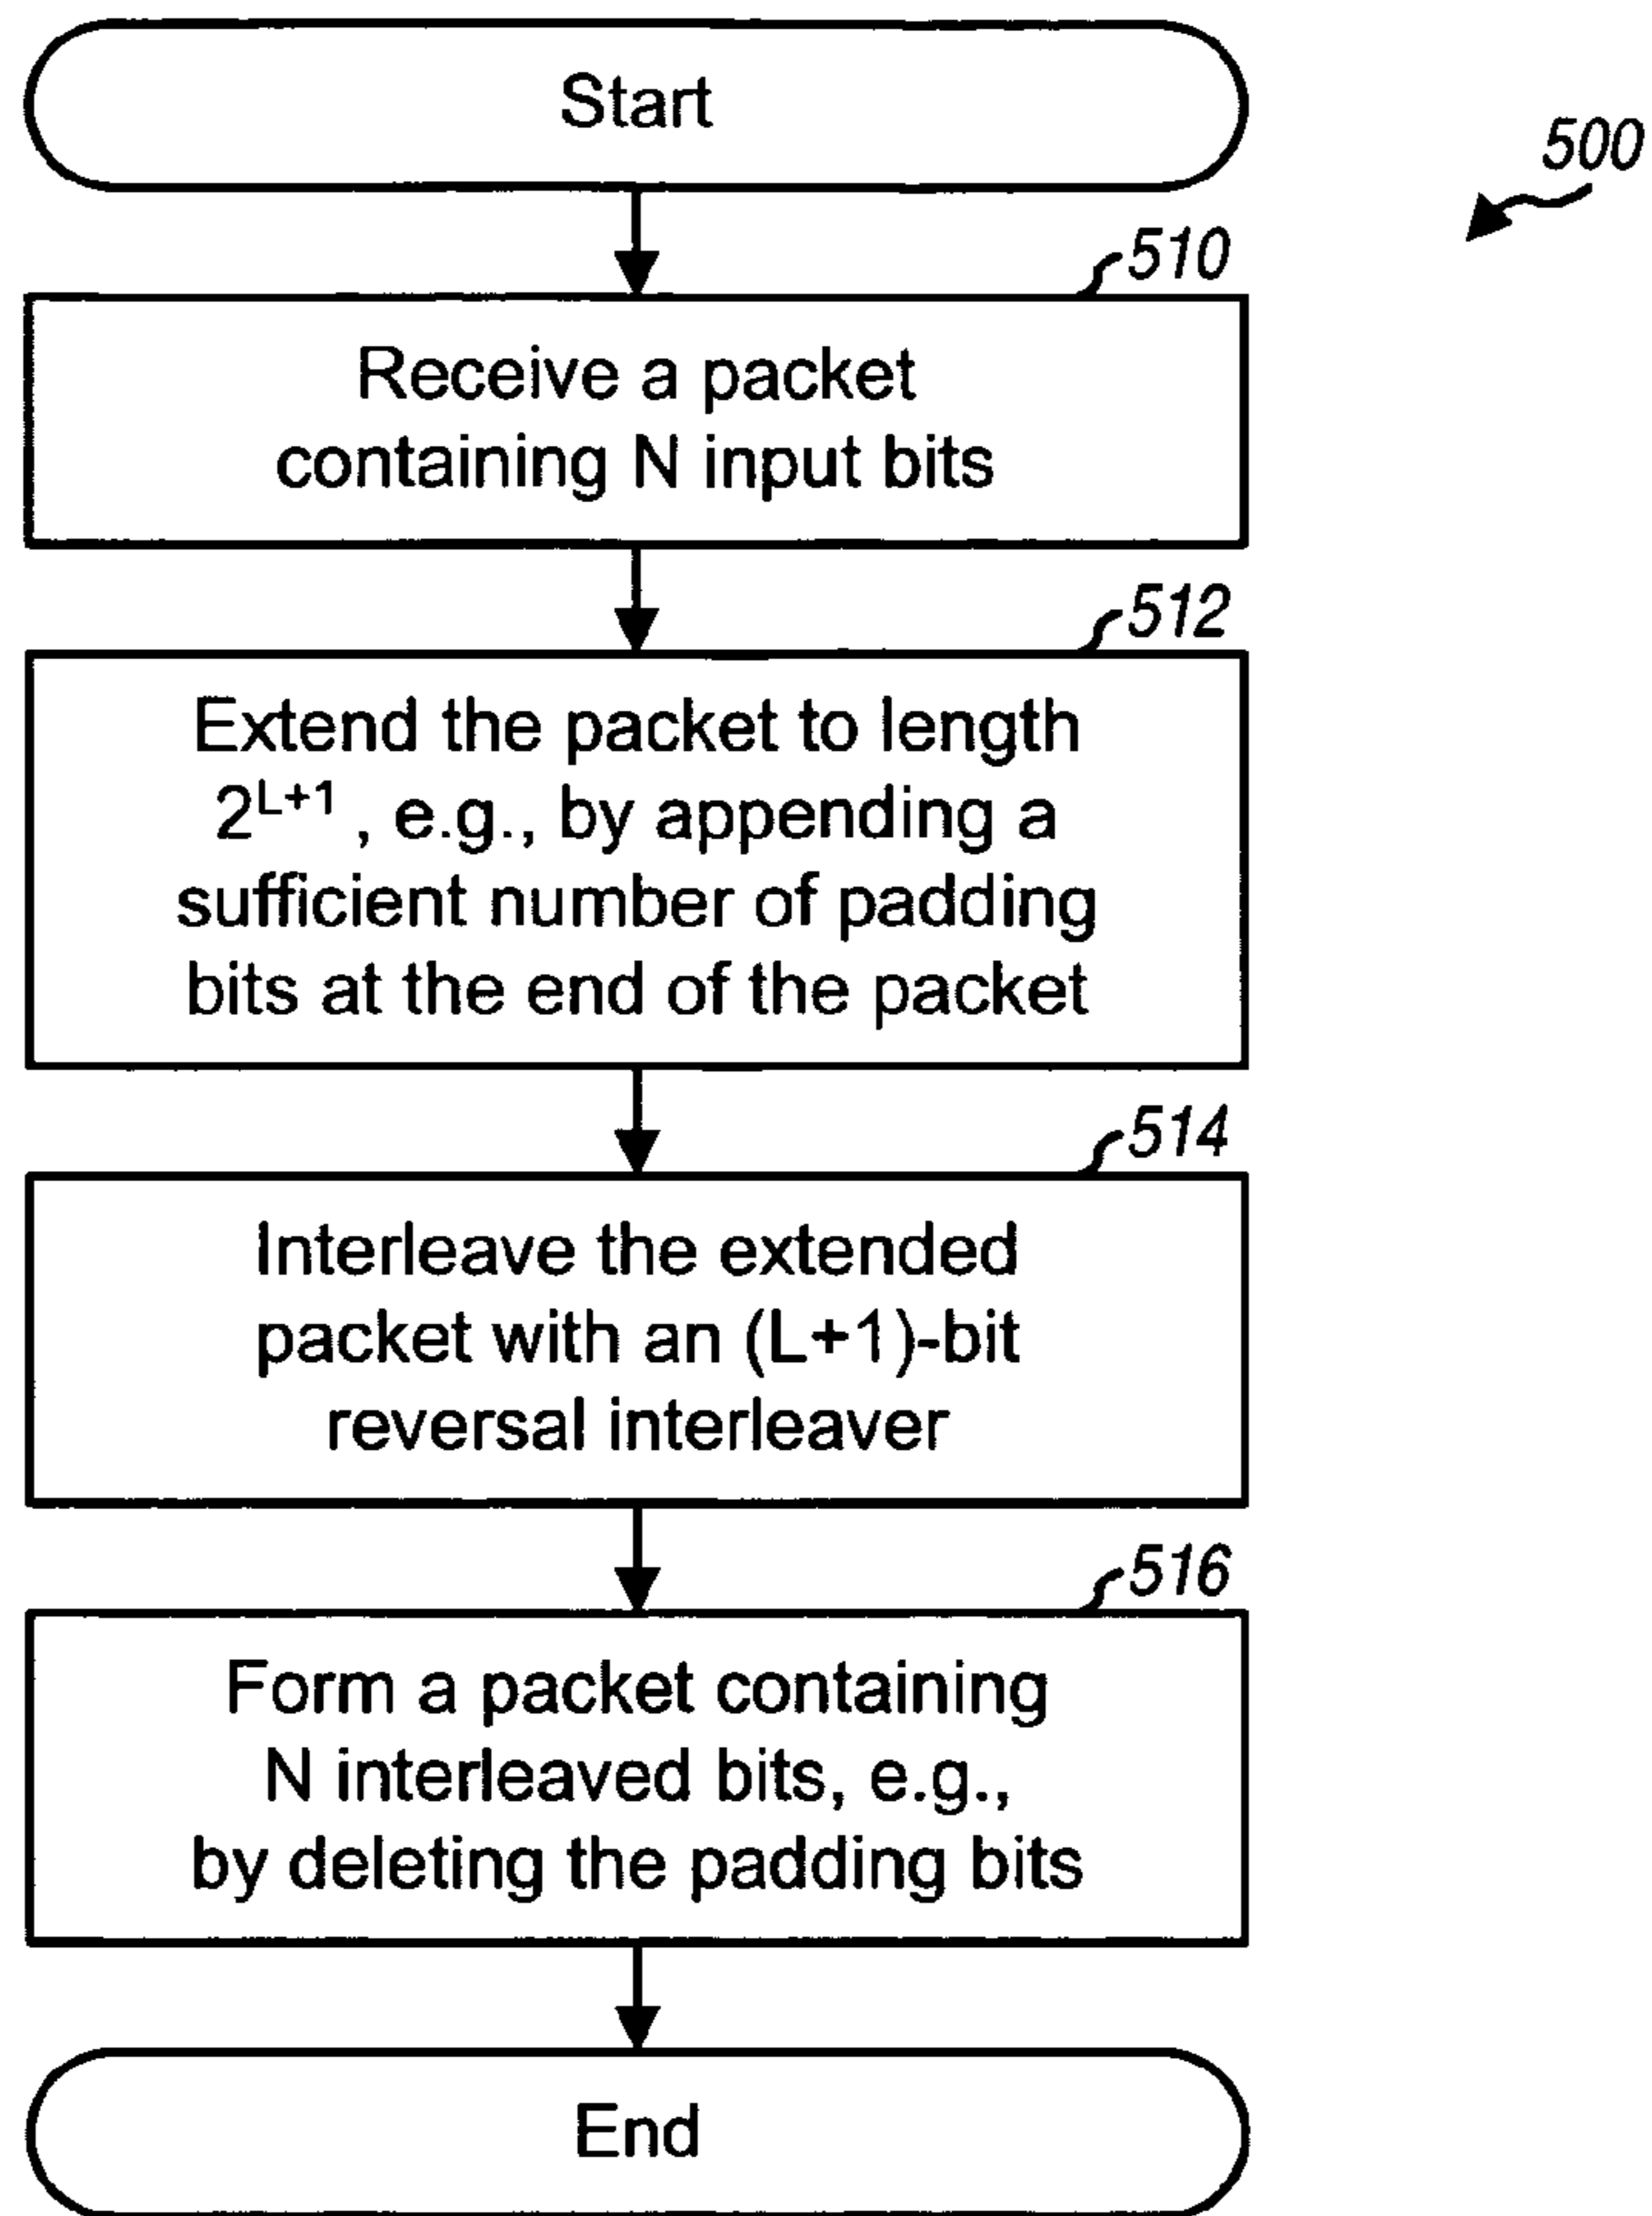 Start
500
510
Receive a packet
containing N input bits
512
Extend the packet to length
2^{L+1}, e.g., by appending a
sufficient number of padding
bits at the end of the packet
514
Interleave the extended
packet with an (L+1)-bit
reversal interleaver
516
Form a packet containing
N interleaved bits, e.g.,
by deleting the padding bits
End